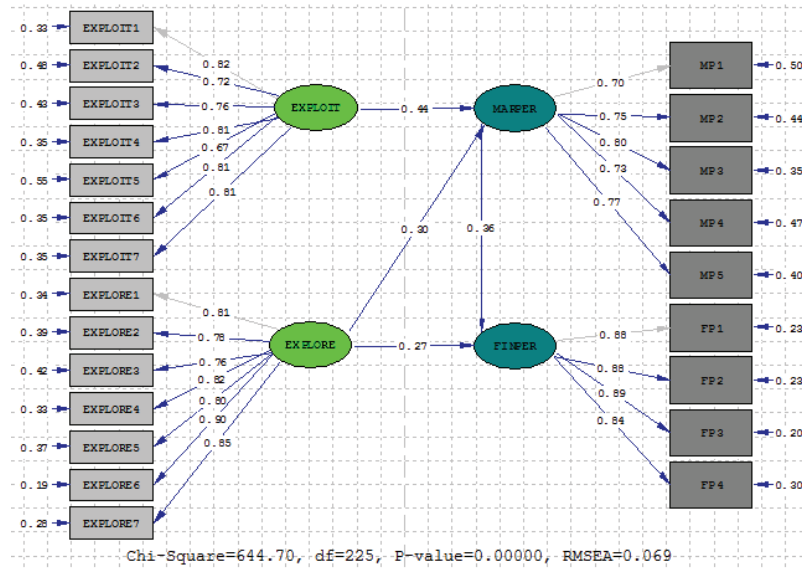 0.33 EXPLOIT1
0.48 EXPLOIT2
0.43 EXPLOIT3
0.35 EXPLOIT4
0.55 EXPLOIT5
0.35 EXPLOIT6
0.35 EXPLOIT7
0.34 EXPLORE1
0.39 EXPLORE2
0.42 EXPLORE3
0.33 EXPLORE4
0.37 EXPLORE5
0.19 EXPLORE6
0.28 EXPLORE7
0.82
0.72
0.76
0.81
0.67
0.81
0.81
0.81
0.78
0.76
0.82
0.80
0.90
0.85
EXPLOIT
EXPLORE
0.44
0.30
0.27
0.36
MARPER
FINPER
0.70
0.75
0.80
0.73
0.77
0.88
0.88
0.89
0.84
MP1 0.50
MP2 0.44
MP3 0.35
MP4 0.47
MP5 0.40
FP1 0.23
FP2 0.23
FP3 0.20
FP4 0.30
Chi-Square=644.70, df=225, P-value=0.00000, RMSEA=0.069